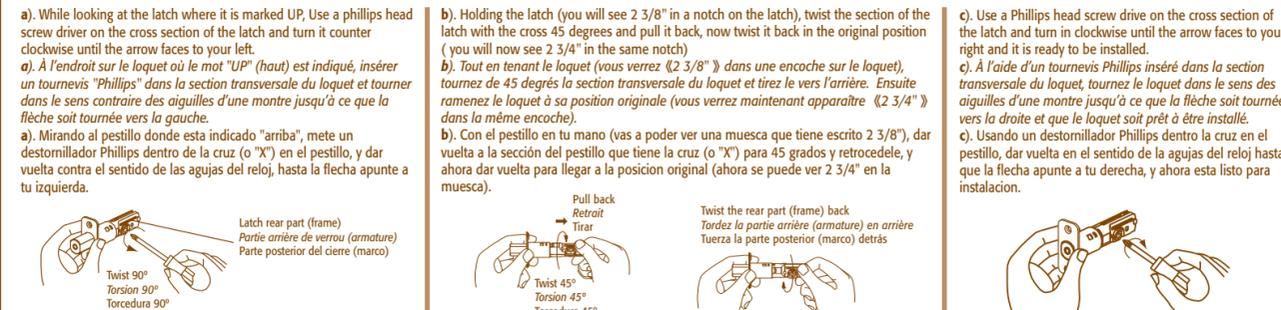 a). While looking at the latch where it is marked UP, Use a phillips head
screw driver on the cross section of the latch and turn it counter
clockwise until the arrow faces to your left.
a). À l'endroit sur le loquet où le mot "UP" (haut) est indiqué, insérer
un tournevis "Phillips" dans la section transversale du loquet et tourner
dans le sens contraire des aiguilles d'une montre jusqu'à ce que la
flèche soit tournée vers la gauche.
a). Mirando al pestillo donde esta indicado "arriba", mete un
destornillador Phillips dentro de la cruz (o "X") en el pestillo, y dar
vuelta contra el sentido de las agujas del reloj, hasta la flecha apunte a
tu izquierda.
Latch rear part (frame)
Partie arrière de verrou (armature)
Parte posterior del cierre (marco)
Twist 90º
Torsion 90º
Torcedura 90º
b). Holding the latch (you will see 2 3/8" in a notch on the latch), twist the section of the
latch with the cross 45 degrees and pull it back, now twist it back in the original position
( you will now see 2 3/4" in the same notch)
b). Tout en tenant le loquet (vous verrez 《2 3/8" 》 dans une encoche sur le loquet),
tournez de 45 degrés la section transversale du loquet et tirez le vers l'arrière. Ensuite
ramenez le loquet à sa position originale (vous verrez maintenant apparaître 《2 3/4" 》
dans la même encoche).
b). Con el pestillo en tu mano (vas a poder ver una muesca que tiene escrito 2 3/8"), dar
vuelta a la sección del pestillo que tiene la cruz (o "X") para 45 grados y retrocedele, y
ahora dar vuelta para llegar a la posicion original (ahora se puede ver 2 3/4" en la
muesca).
Pull back
Retrait
Tirar
Twist 45º
Torsion 45º
Torcedura 45º
Twist the rear part (frame) back
Tordez la partie arrière (armature) en arrière
Tuerza la parte posterior (marco) detrás
c). Use a Phillips head screw drive on the cross section of
the latch and turn in clockwise until the arrow faces to you
right and it is ready to be installed.
c). À l'aide d'un tournevis Phillips inséré dans la section
transversale du loquet, tournez le loquet dans le sens des
aiguilles d'une montre jusqu'à ce que la flèche soit tournée
vers la droite et que le loquet soit prêt à être installé.
c). Usando un destornillador Phillips dentro la cruz en el
pestillo, dar vuelta en el sentido de la agujas del reloj hasta
que la flecha apunte a tu derecha, y ahora esta listo para
instalacion.